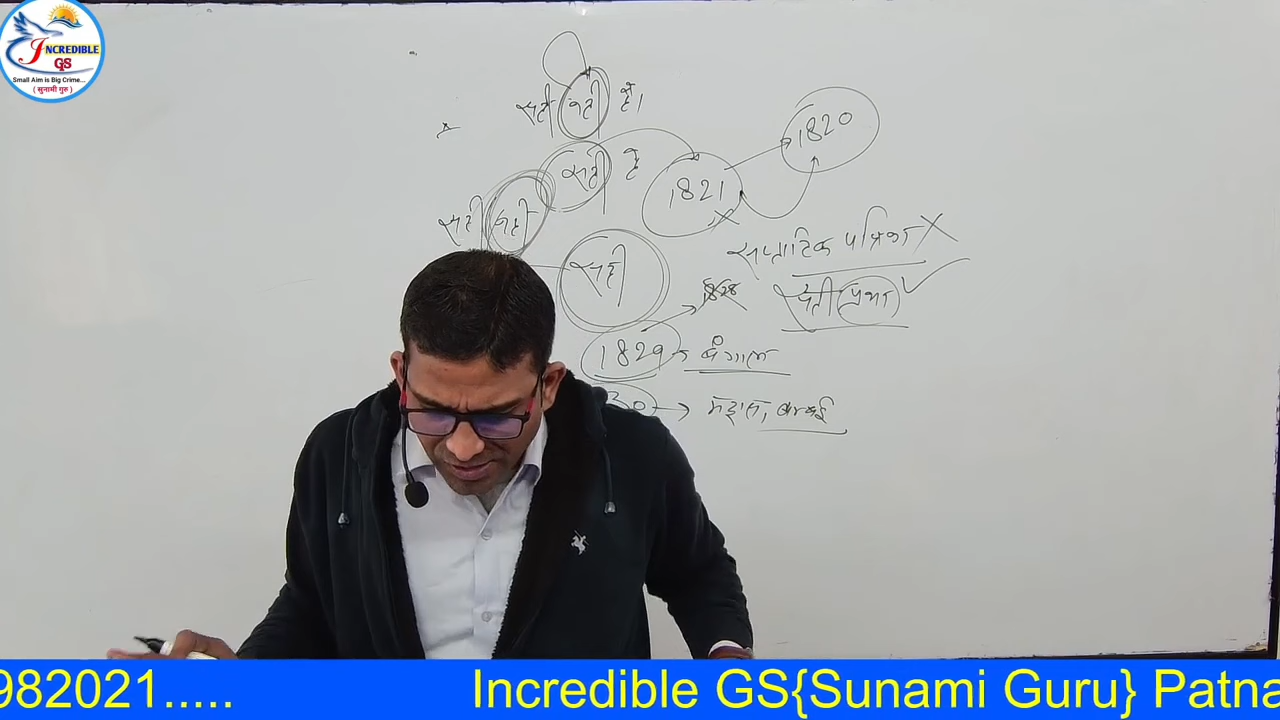 INCREDIBLE
GS
Small Aim is Big Crime...
( सुनामी गुरु )
सती नहीं है।
सही है
1821
1820
सती नहीं
सही
साप्ताहिक पत्रिका
सती प्रथा
1828
1829 बंगाल
30 मद्रास, बम्बई
982021.....
Incredible GS{Sunami Guru} Patna